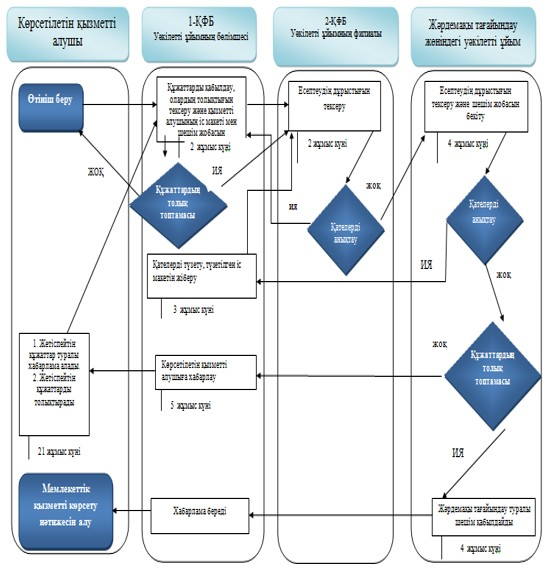 Көрсетілетін қызметті
алушы
1-ҚФБ
Уәкілетті ұйымның бөлімшесі
2-ҚФБ
Уәкілетті ұйымның филиалы
Жәрдемақы тағайындау
жөніндегі уәкілетті ұйым
Өтініш беру
Құжаттарды қабылдау,
олардың толықтығын
тексеру және қызметті
алушының іс макеті мен
шешім жобасын
2 жұмыс күні
Есептеудің дұрыстығын
тексеру
2 жұмыс күні
Есептеудің дұрыстығын
тексеру және шешім жобасын
бекіту
4 жұмыс күні
ЖОҚ
ИЯ
Құжаттардың
толық
топтамасы
ия
жоқ
Қателерді
анықтау
Қателерді
анықтау
ИЯ
жоқ
Қателерді түзету, түзетілген іс
макетін жіберу
3 жұмыс күні
1. Жетіспейтін
құжаттар туралы
хабарлама алады.
2. Жетіспейтін
құжаттарды
толықтырады
21 жұмыс күні
Көрсетілетін қызметті
алушыға хабарлау
5 жұмыс күні
жоқ
Құжаттардың
толық
топтамасы
ИЯ
Мемлекеттік
қызметті көрсету
нәтижесін алу
Хабарлама береді
Жәрдемақы тағайындау туралы
шешім қабылдайды
4 жұмыс күні